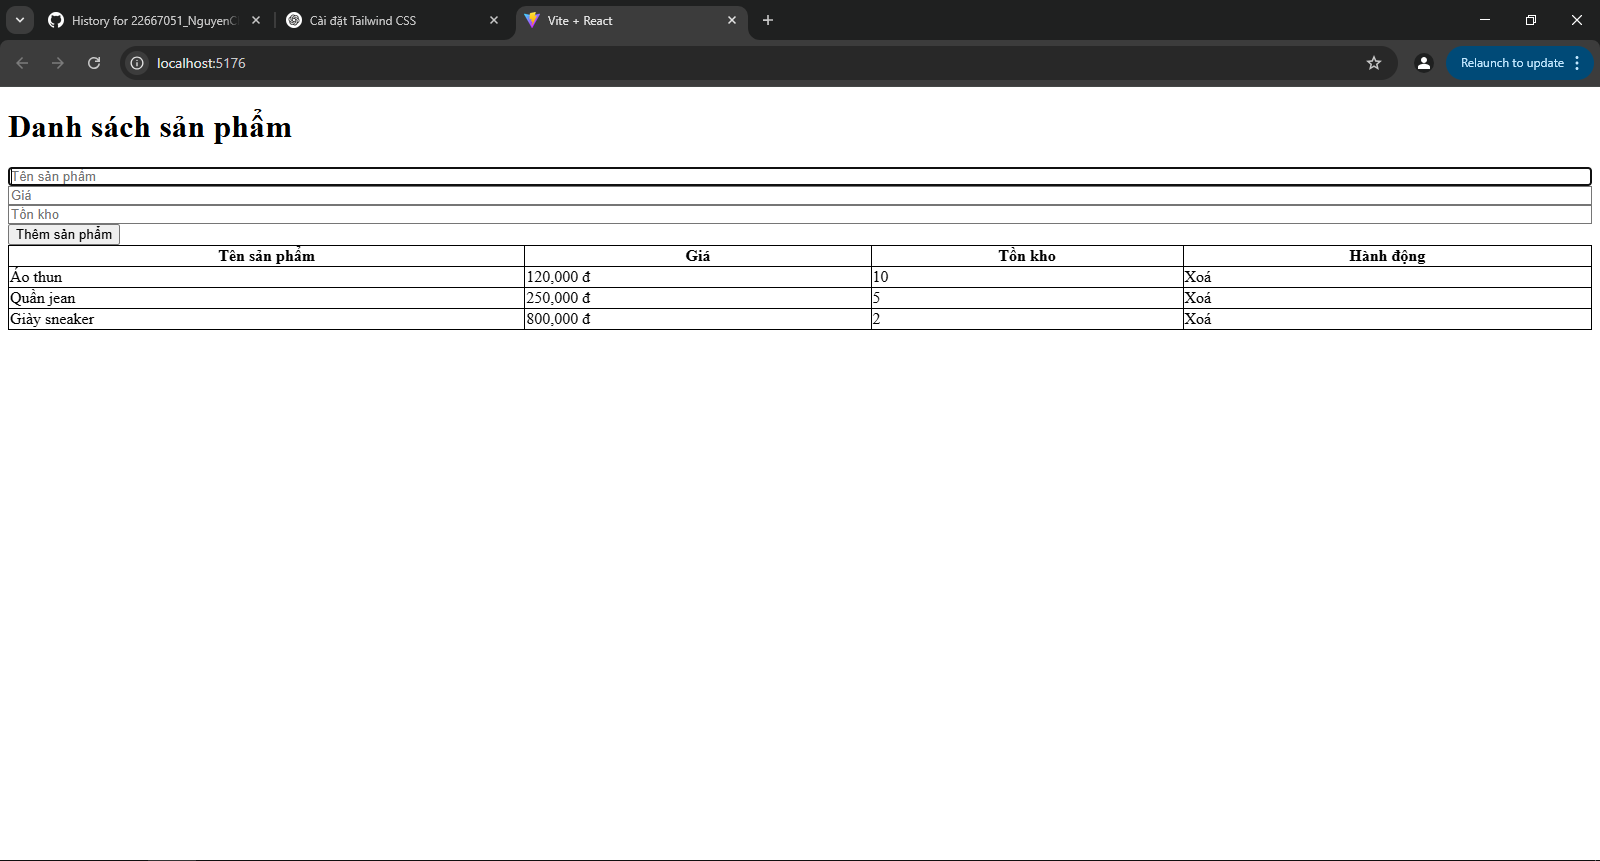 History for 22667051_NguyenC
Cài đặt Tailwind CSS
Vite + React
localhost:5176
Relaunch to update
Danh sách sản phẩm
Tên sản phẩm
Giá
Tồn kho
Thêm sản phẩm
Tên sản phẩm Giá Tồn kho Hành động
Áo thun 120,000 đ 10 Xoá
Quần jean 250,000 đ 5 Xoá
Giày sneaker 800,000 đ 2 Xoá